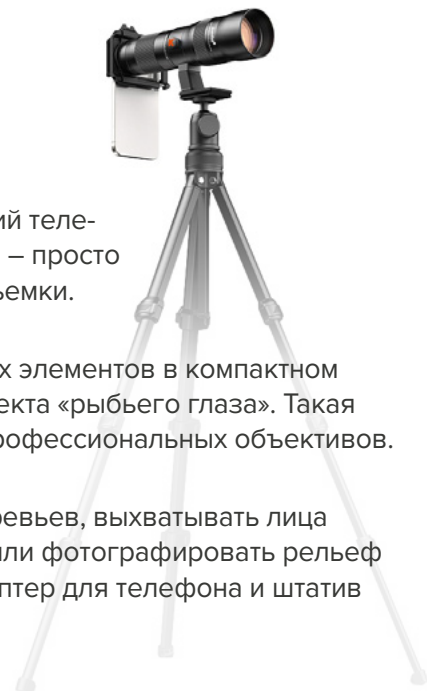 ий теле-
– просто
ъемки.
х элементов в компактном
екта «рыбьего глаза». Такая
рофессиональных объективов.
ревьев, выхватывать лица
или фотографировать рельеф
птер для телефона и штатив